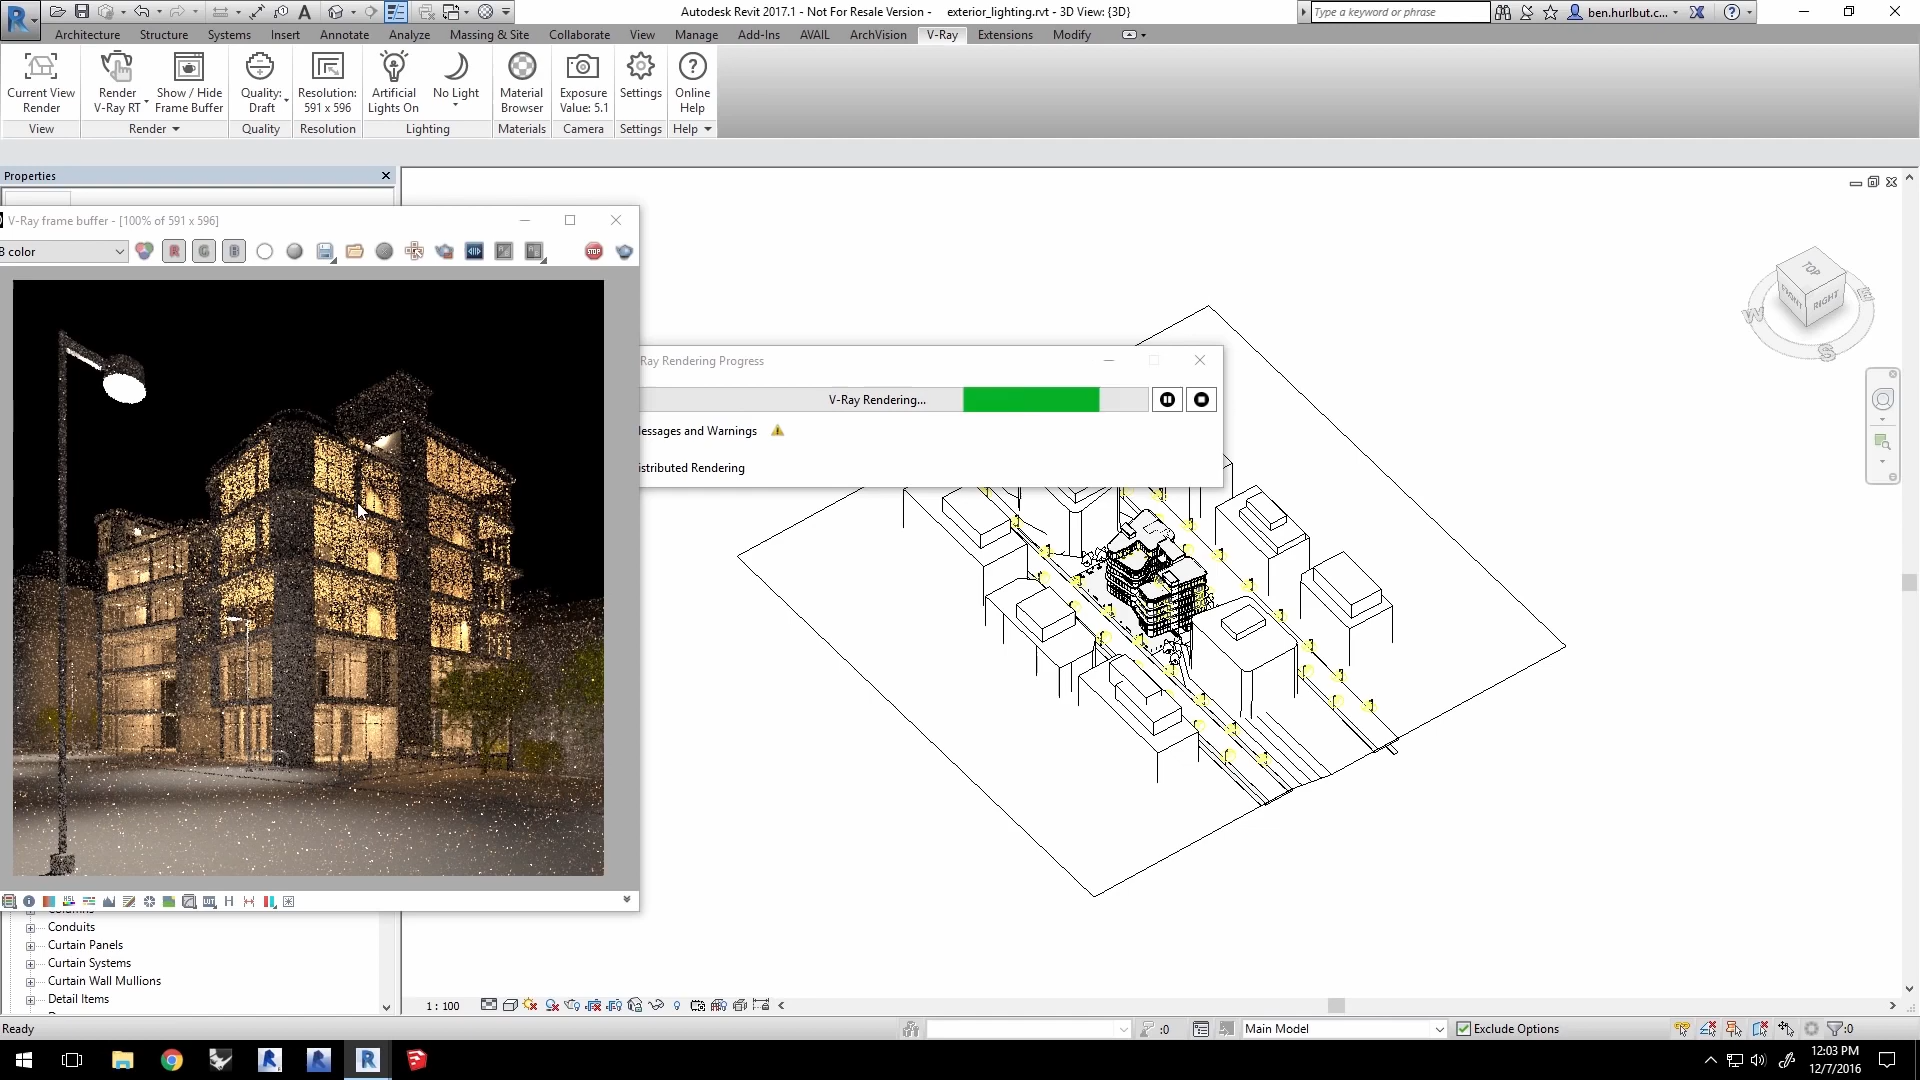 Autodesk Revit 2017.1 - Not For Resale Version - exterior_lighting.rvt - 3D View: {3D}
Type a keyword or phrase
ben.hurlbut.c...
Architecture Structure Systems Insert Annotate Analyze Massing & Site Collaborate View Manage Add-Ins AVAIL ArchVision V-Ray Extensions Modify
Current View Render
Render V-Ray RT
Show / Hide Frame Buffer
Quality: Draft
Resolution: 591 x 596
Artificial Lights On
No Light
Material Browser
Exposure Value: 5.1
Settings
Online Help
View Render Quality Resolution Lighting Materials Camera Settings Help
Properties
V-Ray frame buffer - [100% of 591 x 596]
B color
R G B
STOP
Ray Rendering Progress
V-Ray Rendering...
Messages and Warnings
istributed Rendering
TOP
FRONT
RIGHT
W
S
E
H
Columns
Conduits
Curtain Panels
Curtain Systems
Curtain Wall Mullions
Detail Items
1 : 100
Ready
:0
Main Model
Exclude Options
:0
12:03 PM
12/7/2016